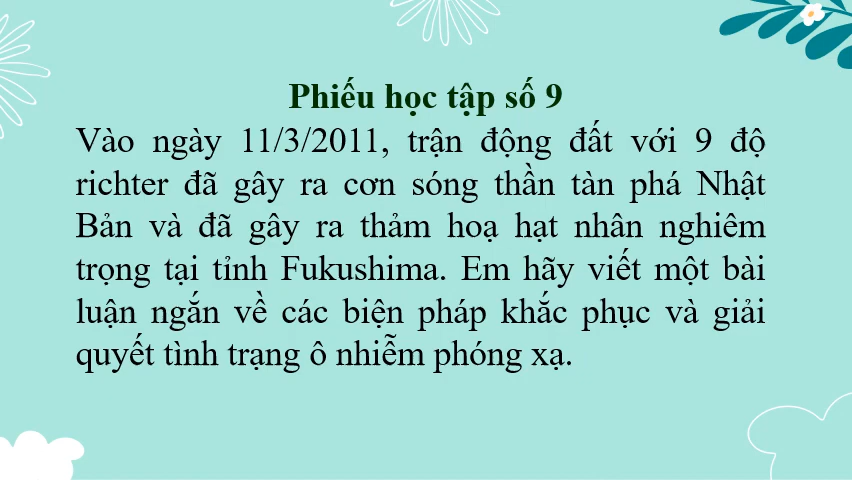 Phiếu học tập số 9
Vào ngày 11/3/2011, trận động đất với 9 độ
richter đã gây ra cơn sóng thần tàn phá Nhật
Bản và đã gây ra thảm hoạ hạt nhân nghiêm
trọng tại tỉnh Fukushima. Em hãy viết một bài
luận ngắn về các biện pháp khắc phục và giải
quyết tình trạng ô nhiễm phóng xạ.